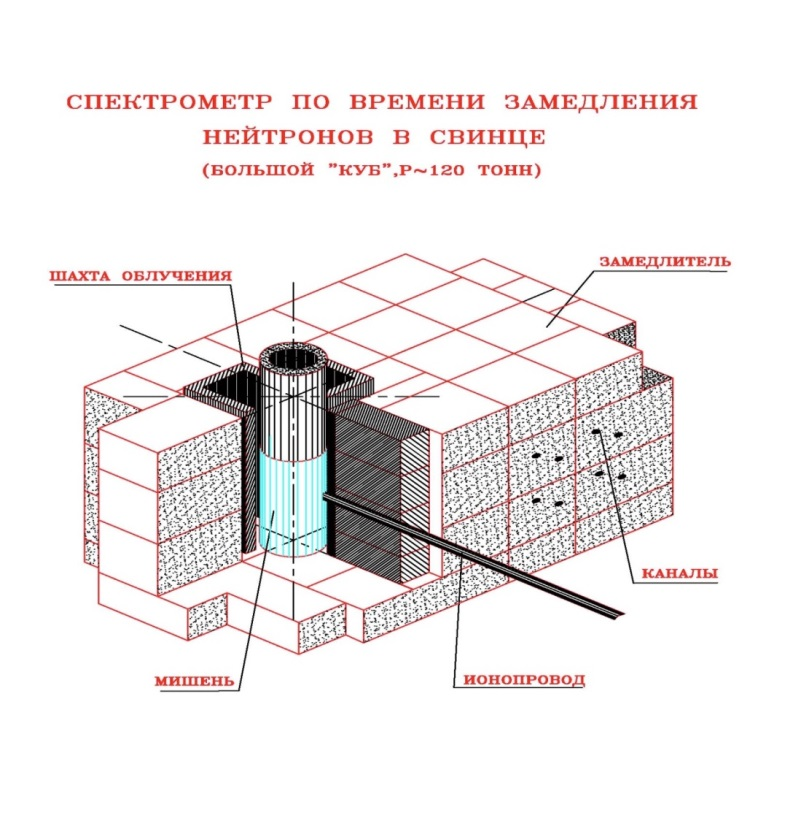 СПЕКТРОМЕТР ПО ВРЕМЕНИ ЗАМЕДЛЕНИЯ
НЕЙТРОНОВ В СВИНЦЕ
(БОЛЬШОЙ "КУБ",Р~120 ТОНН)
ЗАМЕДЛИТЕЛЬ
ШАХТА ОБЛУЧЕНИЯ
КАНАЛЫ
МИШЕНЬ
ИОНОПРОВОД